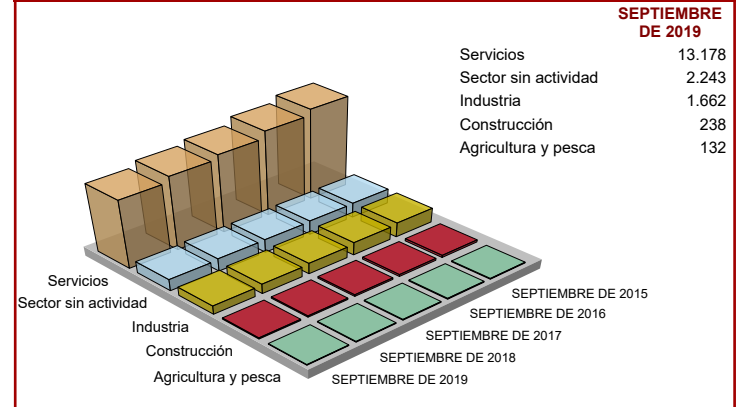 SEPTIEMBRE
DE 2019
Servicios 13.178
Sector sin actividad 2.243
Industria 1.662
Construcción 238
Agricultura y pesca 132
Servicios
Sector sin actividad
Industria
Construcción
Agricultura y pesca
SEPTIEMBRE DE 2015
SEPTIEMBRE DE 2016
SEPTIEMBRE DE 2017
SEPTIEMBRE DE 2018
SEPTIEMBRE DE 2019